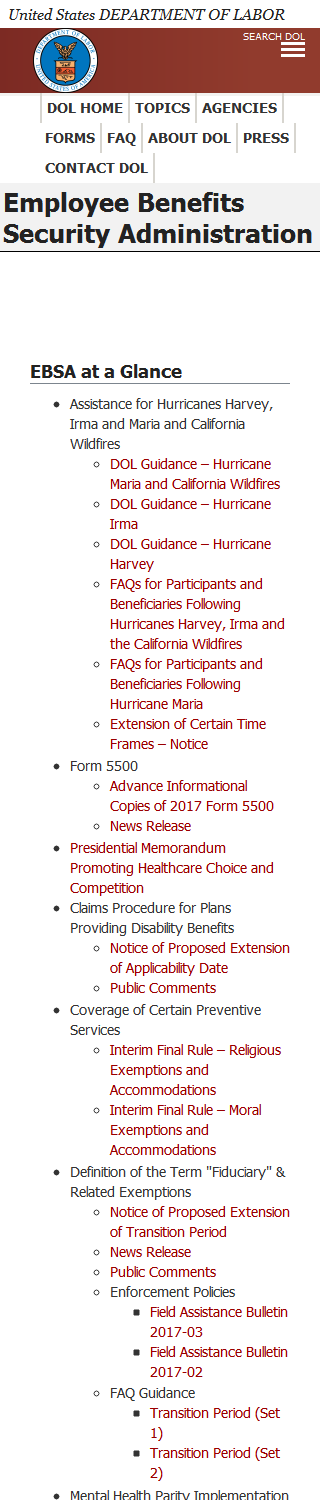 United States DEPARTMENT OF LABOR
SEARCH DOL
DOL HOME TOPICS AGENCIES
FORMS FAQ ABOUT DOL PRESS
CONTACT DOL
Employee Benefits
Security Administration
EBSA at a Glance
Assistance for Hurricanes Harvey,
Irma and Maria and California
Wildfires
DOL Guidance – Hurricane
Maria and California Wildfires
DOL Guidance – Hurricane
Irma
DOL Guidance – Hurricane
Harvey
FAQs for Participants and
Beneficiaries Following
Hurricanes Harvey, Irma and
the California Wildfires
FAQs for Participants and
Beneficiaries Following
Hurricane Maria
Extension of Certain Time
Frames – Notice
Form 5500
Advance Informational
Copies of 2017 Form 5500
News Release
Presidential Memorandum
Promoting Healthcare Choice and
Competition
Claims Procedure for Plans
Providing Disability Benefits
Notice of Proposed Extension
of Applicability Date
Public Comments
Coverage of Certain Preventive
Services
Interim Final Rule – Religious
Exemptions and
Accommodations
Interim Final Rule – Moral
Exemptions and
Accommodations
Definition of the Term "Fiduciary" &
Related Exemptions
Notice of Proposed Extension
of Transition Period
News Release
Public Comments
Enforcement Policies
Field Assistance Bulletin
2017-03
Field Assistance Bulletin
2017-02
FAQ Guidance
Transition Period (Set
1)
Transition Period (Set
2)
Mental Health Parity Implementation